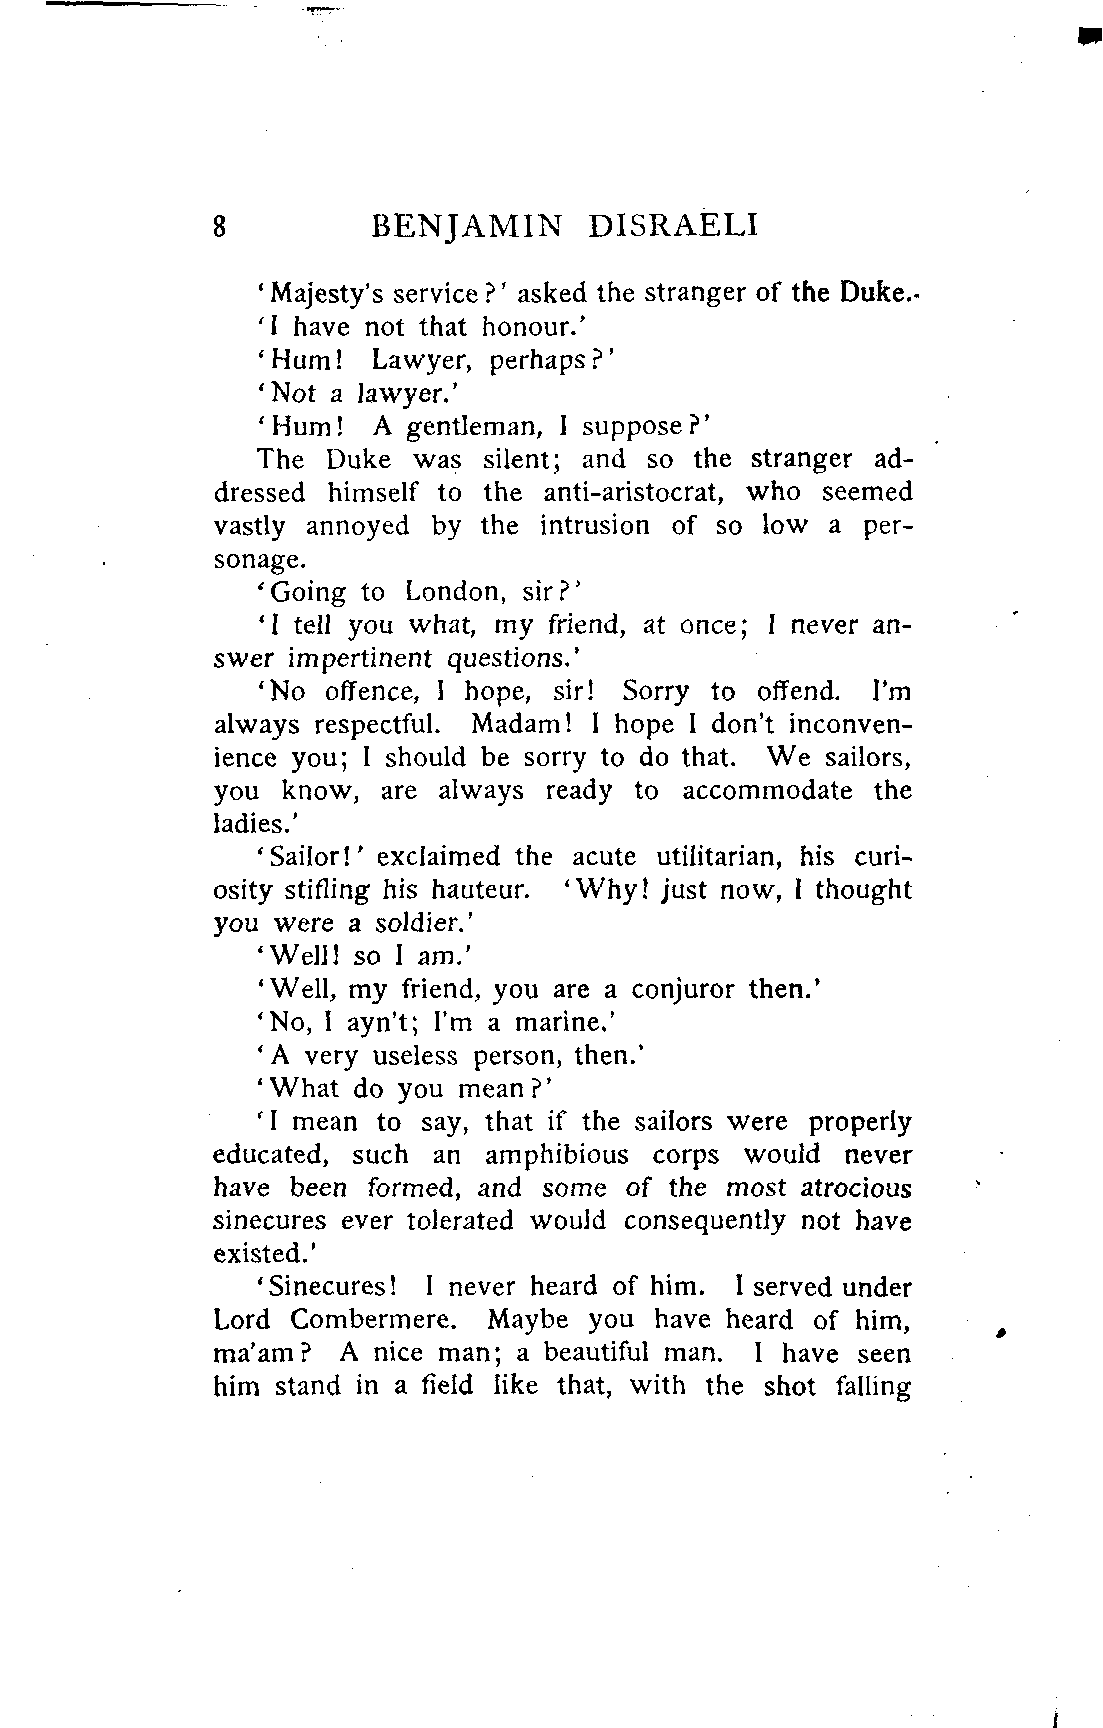 8 BENJAMIN DISRAELI
'Majesty's service?' asked the stranger of the Duke.
'I have not that honour.'
'Hum! Lawyer, perhaps?'
'Not a lawyer.'
'Hum! A gentleman, I suppose?'
The Duke was silent; and so the stranger ad-
dressed himself to the anti-aristocrat, who seemed
vastly annoyed by the intrusion of so low a per-
sonage.
'Going to London, sir?'
'I tell you what, my friend, at once; I never an-
swer impertinent questions.'
'No offence, I hope, sir! Sorry to offend. I'm
always respectful. Madam! I hope I don't inconven-
ience you; I should be sorry to do that. We sailors,
you know, are always ready to accommodate the
ladies.'
'Sailor!' exclaimed the acute utilitarian, his curi-
osity stifling his hauteur. 'Why! just now, I thought
you were a soldier.'
'Well! so I am.'
'Well, my friend, you are a conjuror then.'
'No, I ayn't; I'm a marine.'
'A very useless person, then.'
'What do you mean?'
'I mean to say, that if the sailors were properly
educated, such an amphibious corps would never
have been formed, and some of the most atrocious
sinecures ever tolerated would consequently not have
existed.'
'Sinecures! I never heard of him. I served under
Lord Combermere. Maybe you have heard of him,
ma'am? A nice man; a beautiful man. I have seen
him stand in a field like that, with the shot falling